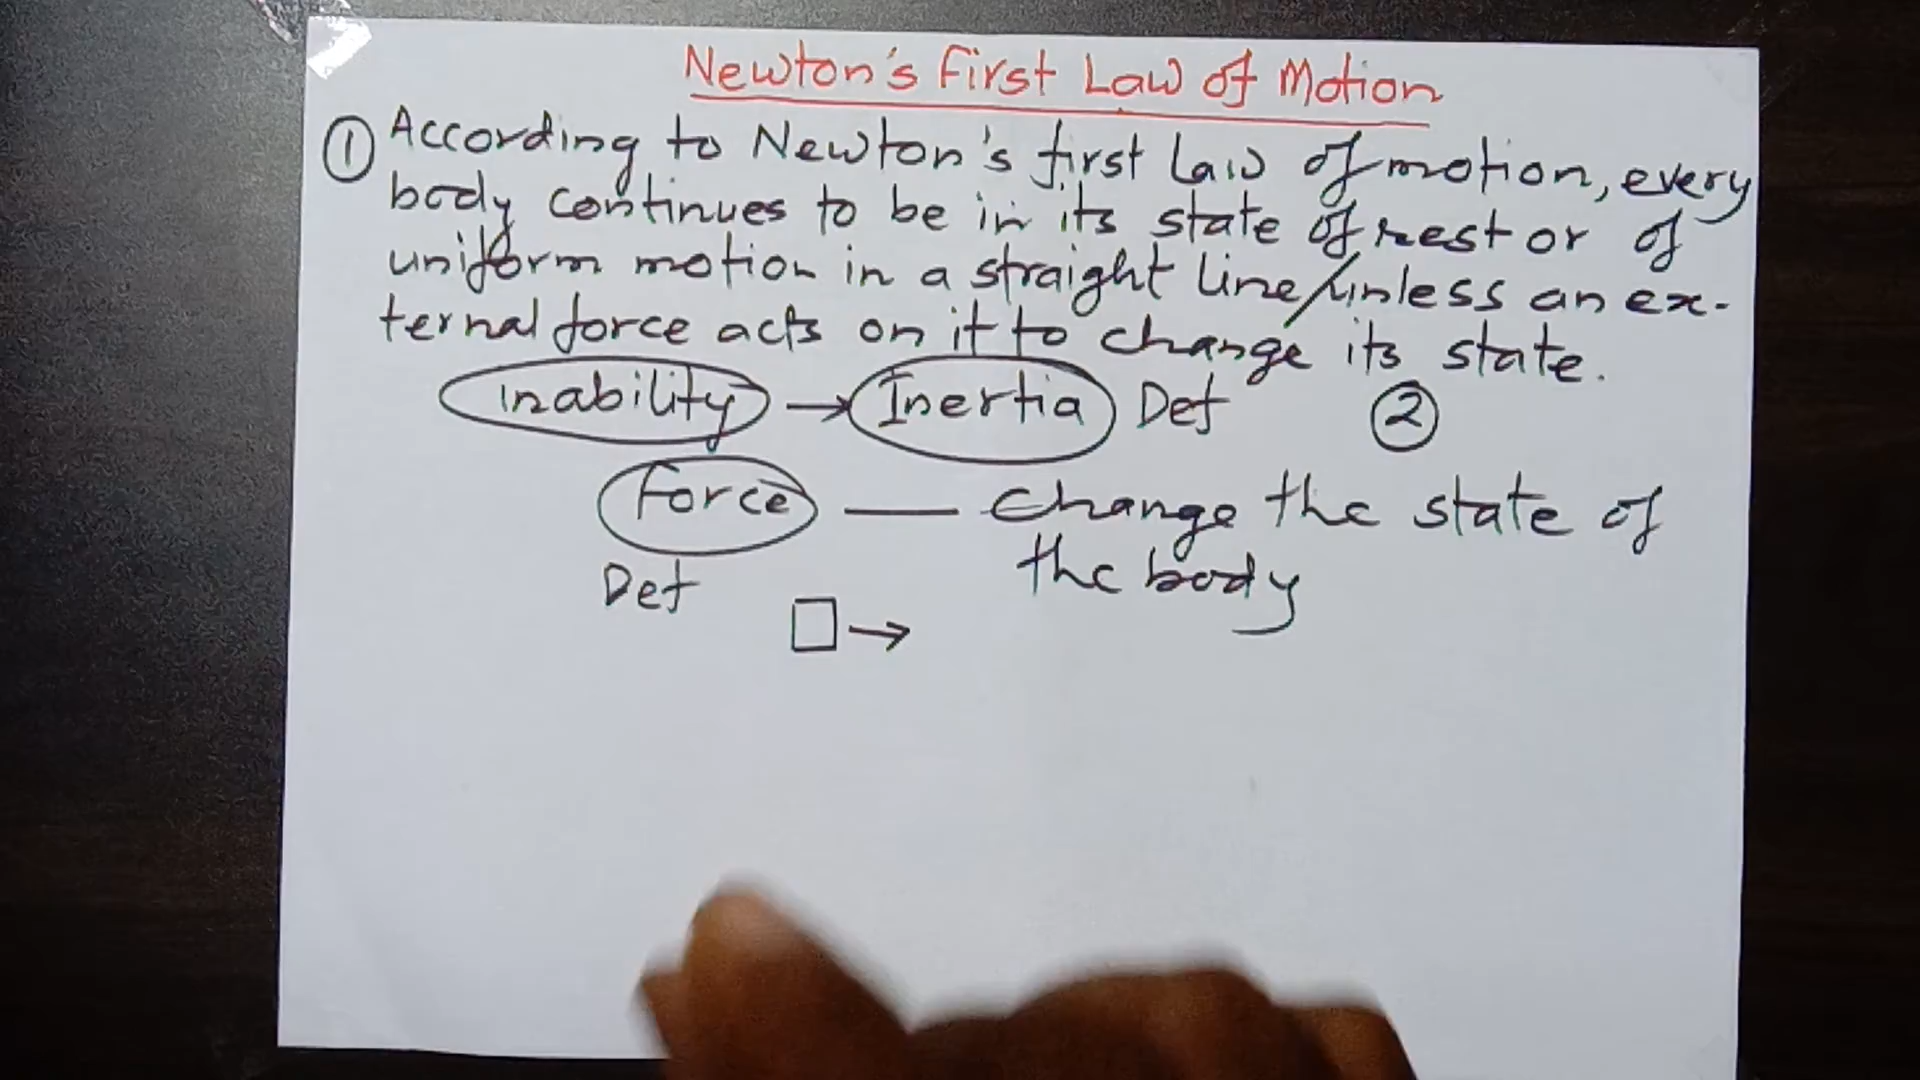 Newton's First Law of Motion
① According to Newton's first Law of motion, every
body continues to be in its state of rest or of
uniform motion in a straight line/unless an ex-
ternal force acts on it to change its state.
inability → Inertia Def ②
Force — change the state of
the body
Def
→